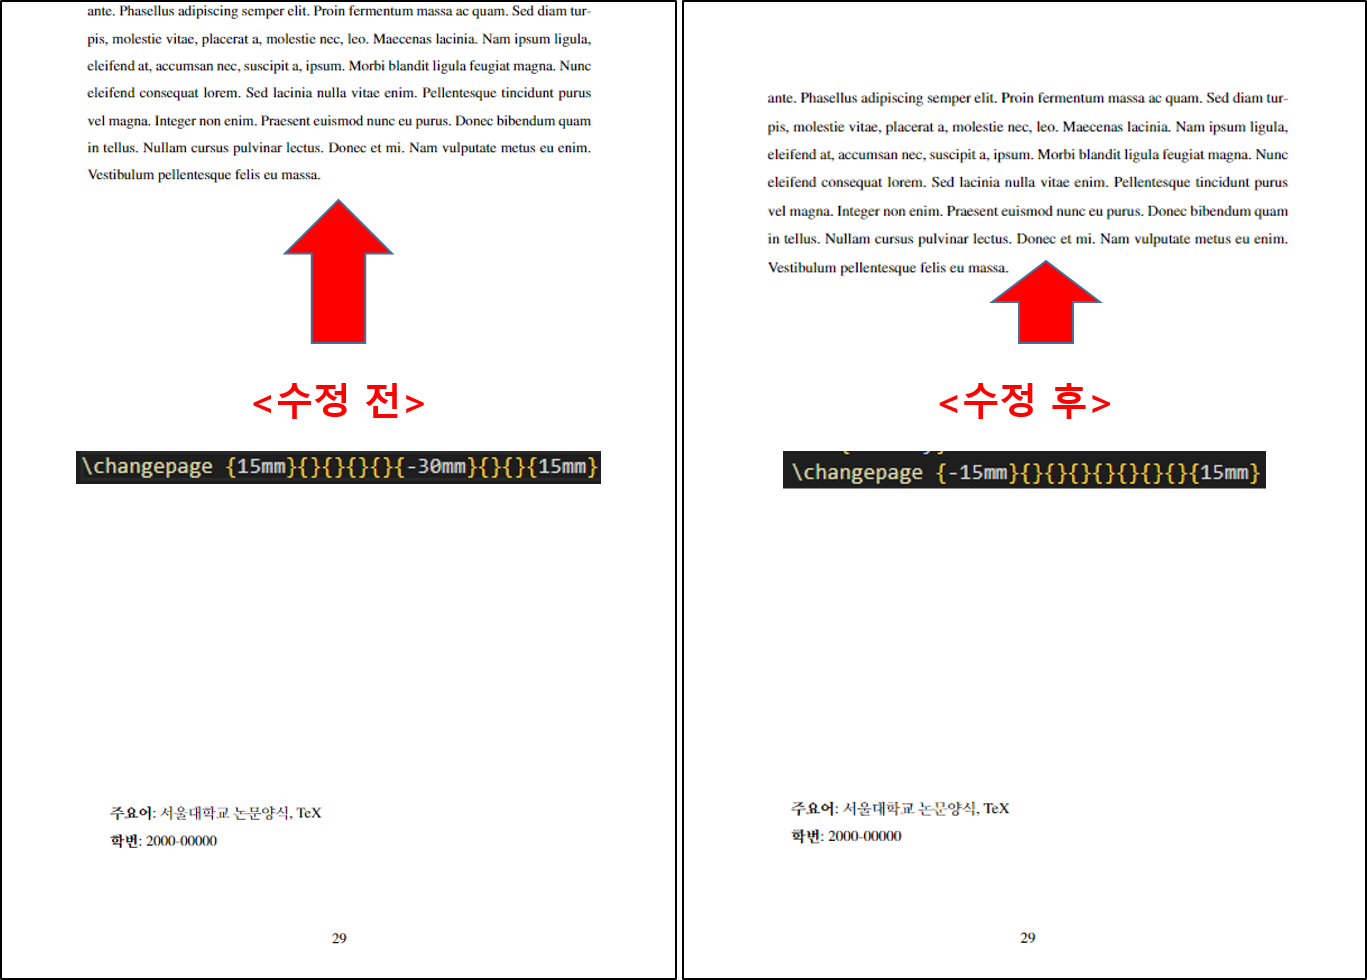 ante. Phasellus adipiscing semper elit. Proin fermentum massa ac quam. Sed diam tur-
pis, molestie vitae, placerat a, molestie nec, leo. Maecenas lacinia. Nam ipsum ligula,
eleifend at, accumsan nec, suscipit a, ipsum. Morbi blandit ligula feugiat magna. Nunc
eleifend consequat lorem. Sed lacinia nulla vitae enim. Pellentesque tincidunt purus
vel magna. Integer non enim. Praesent euismod nunc eu purus. Donec bibendum quam
in tellus. Nullam cursus pulvinar lectus. Donec et mi. Nam vulputate metus eu enim.
Vestibulum pellentesque felis eu massa.
<수정 전>
\changepage {15mm}{}{}{}{}{-30mm}{}{}{15mm}
주요어: 서울대학교 논문양식, TeX
학번: 2000-00000
29
ante. Phasellus adipiscing semper elit. Proin fermentum massa ac quam. Sed diam tur-
pis, molestie vitae, placerat a, molestie nec, leo. Maecenas lacinia. Nam ipsum ligula,
eleifend at, accumsan nec, suscipit a, ipsum. Morbi blandit ligula feugiat magna. Nunc
eleifend consequat lorem. Sed lacinia nulla vitae enim. Pellentesque tincidunt purus
vel magna. Integer non enim. Praesent euismod nunc eu purus. Donec bibendum quam
in tellus. Nullam cursus pulvinar lectus. Donec et mi. Nam vulputate metus eu enim.
Vestibulum pellentesque felis eu massa.
<수정 후>
\changepage {-15mm}{}{}{}{}{}{}{}{15mm}
주요어: 서울대학교 논문양식, TeX
학번: 2000-00000
29